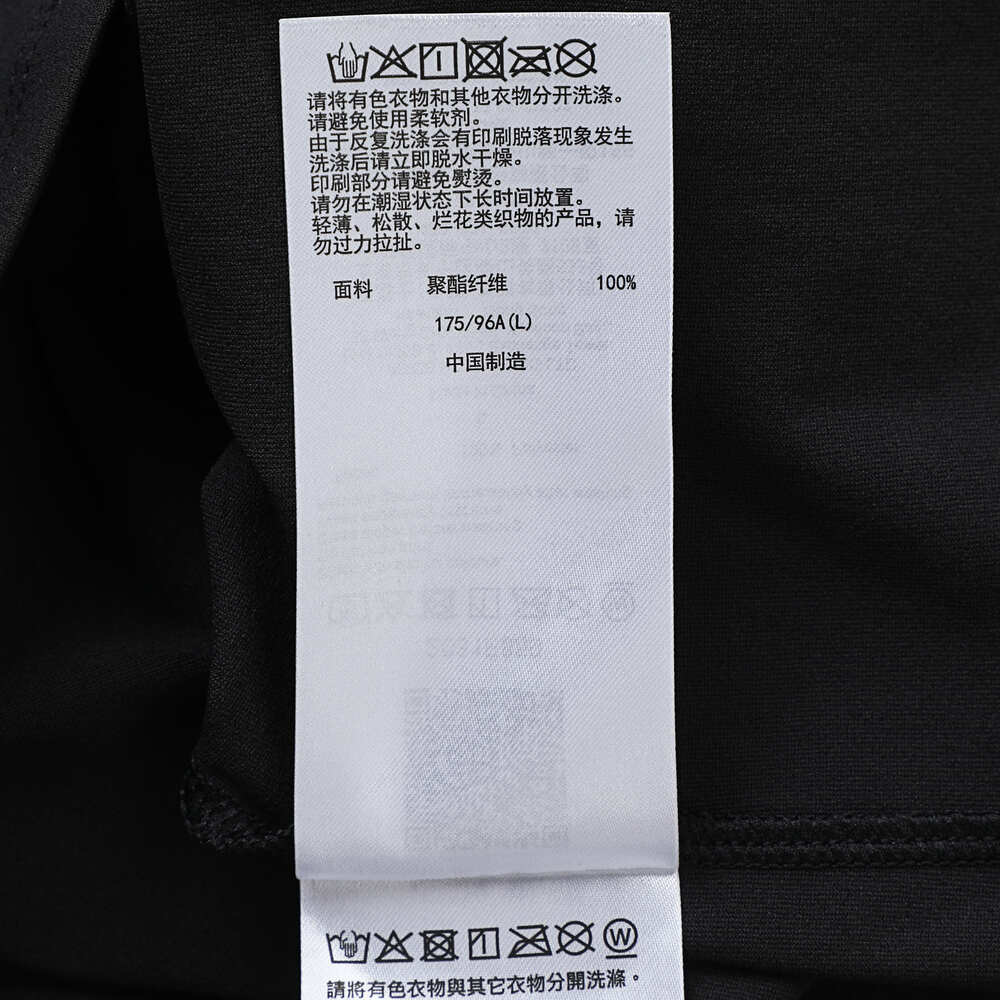 请将有色衣物和其他衣物分开洗涤。
请避免使用柔软剂。
由于反复洗涤会有印刷脱落现象发生
洗涤后请立即脱水干燥。
印刷部分请避免熨烫。
请勿在潮湿状态下长时间放置。
轻薄、松散、烂花类织物的产品，请
勿过力拉扯。
面料 聚酯纤维 100%
175/96A(L)
中国制造
W
請將有色衣物與其它衣物分開洗滌。